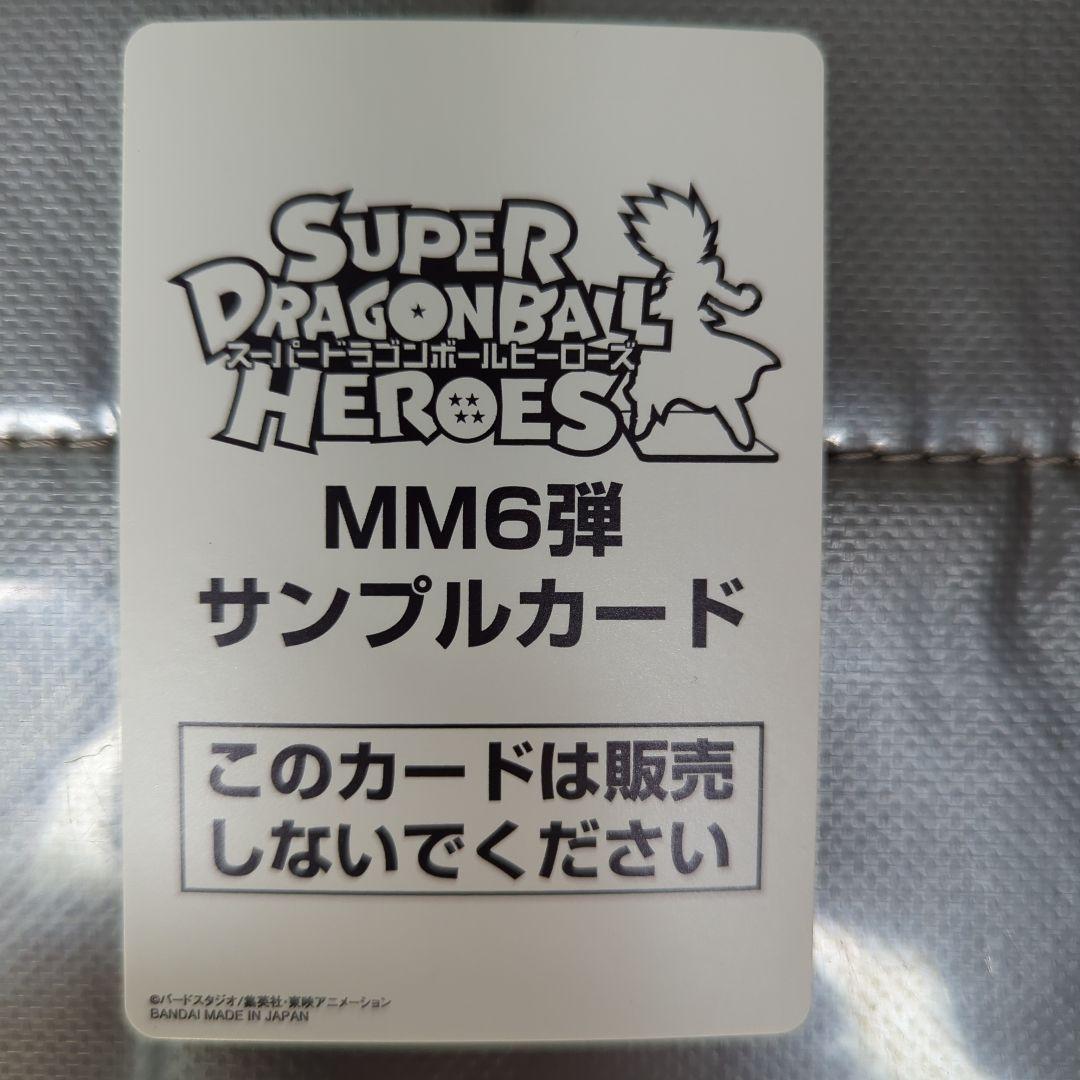 SUPER
DRAGONBALL
スーパードラゴンボールヒーローズ
HEROES
MM6弾
サンプルカード
このカードは販売
しないでください
©バードスタジオ/集英社・東映アニメーション
BANDAI MADE IN JAPAN